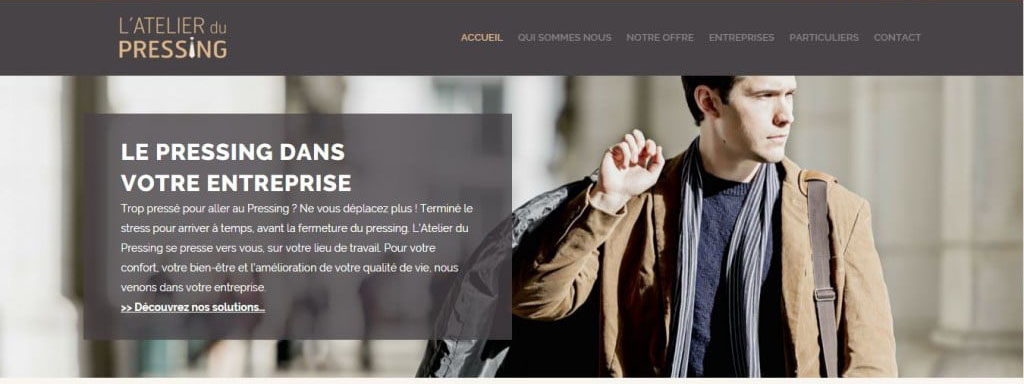 L'ATELIER du
PRESSING
ACCUEIL QUI SOMMES NOUS NOTRE OFFRE ENTREPRISES PARTICULIERS CONTACT
LE PRESSING DANS
VOTRE ENTREPRISE
Trop pressé pour aller au Pressing ? Ne vous déplacez plus ! Terminé le
stress pour arriver à temps, avant la fermeture du pressing. L'Atelier du
Pressing se presse vers vous, sur votre lieu de travail. Pour votre
confort, votre bien-être et l'amélioration de votre qualité de vie, nous
venons dans votre entreprise.
>> Découvrez nos solutions...